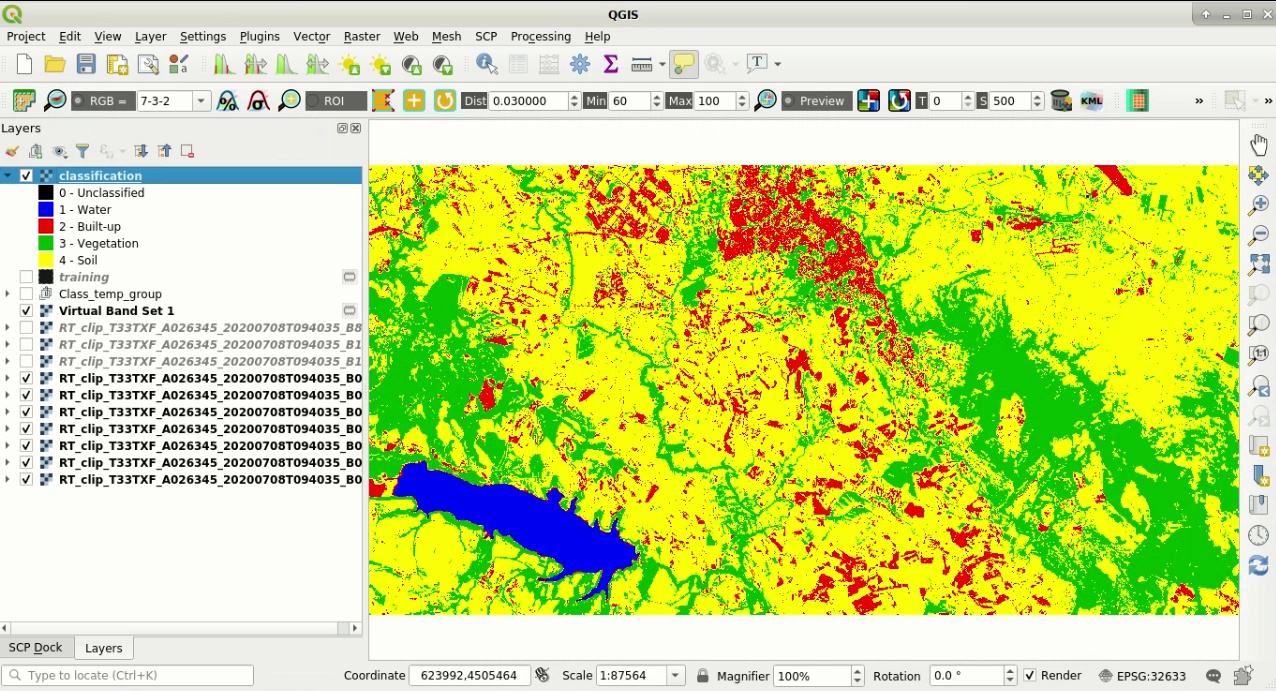 QGIS
Project Edit View Layer Settings Plugins Vector Raster Web Mesh SCP Processing Help
Σ T
RGB = 7-3-2 % σ ROI Dist 0.030000 Min 60 Max 100 Preview T 0 S 500 KML » »
Layers
classification
0 - Unclassified
1 - Water
2 - Built-up
3 - Vegetation
4 - Soil
training
Class_temp_group
Virtual Band Set 1
RT_clip_T33TXF_A026345_20200708T094035_B8
RT_clip_T33TXF_A026345_20200708T094035_B1
RT_clip_T33TXF_A026345_20200708T094035_B1
RT_clip_T33TXF_A026345_20200708T094035_B0
RT_clip_T33TXF_A026345_20200708T094035_B0
RT_clip_T33TXF_A026345_20200708T094035_B0
RT_clip_T33TXF_A026345_20200708T094035_B0
RT_clip_T33TXF_A026345_20200708T094035_B0
RT_clip_T33TXF_A026345_20200708T094035_B0
RT_clip_T33TXF_A026345_20200708T094035_B0
1:1
SCP Dock Layers
Type to locate (Ctrl+K) Coordinate 623992,4505464 Scale 1:87564 Magnifier 100% Rotation 0.0 ° Render EPSG:32633